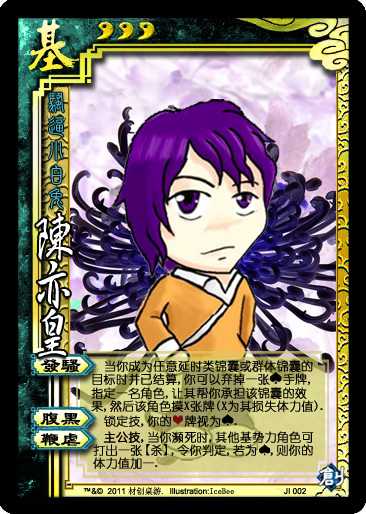 基
騷逼小白兔
陳亦皇
發騷
当你成为任意延时类锦囊或群体锦囊的
目标时并已结算,你可以弃掉一张♠手牌,
指定一名角色,让其帮你承担该锦囊的效
果,然后该角色摸X张牌(X为其损失体力值).
腹黑
锁定技,你的♥牌视为♠.
鞭虐
主公技,当你濒死时,其他基势力角色可
打出一张【杀】,令你判定,若为♠,则你的
体力值加一.
™&© 2011 材创桌游. Illustration:IceBee
JI 002
創